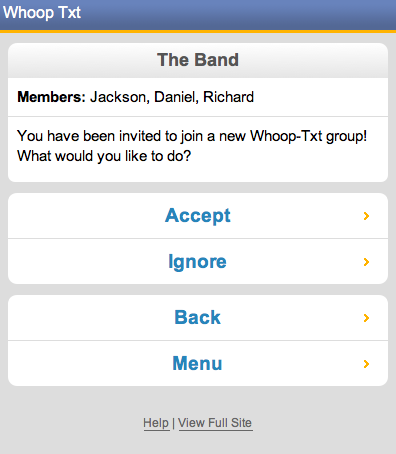 Whoop Txt
The Band
Members: Jackson, Daniel, Richard
You have been invited to join a new Whoop-Txt group!
What would you like to do?
Accept
Ignore
Back
Menu
Help | View Full Site